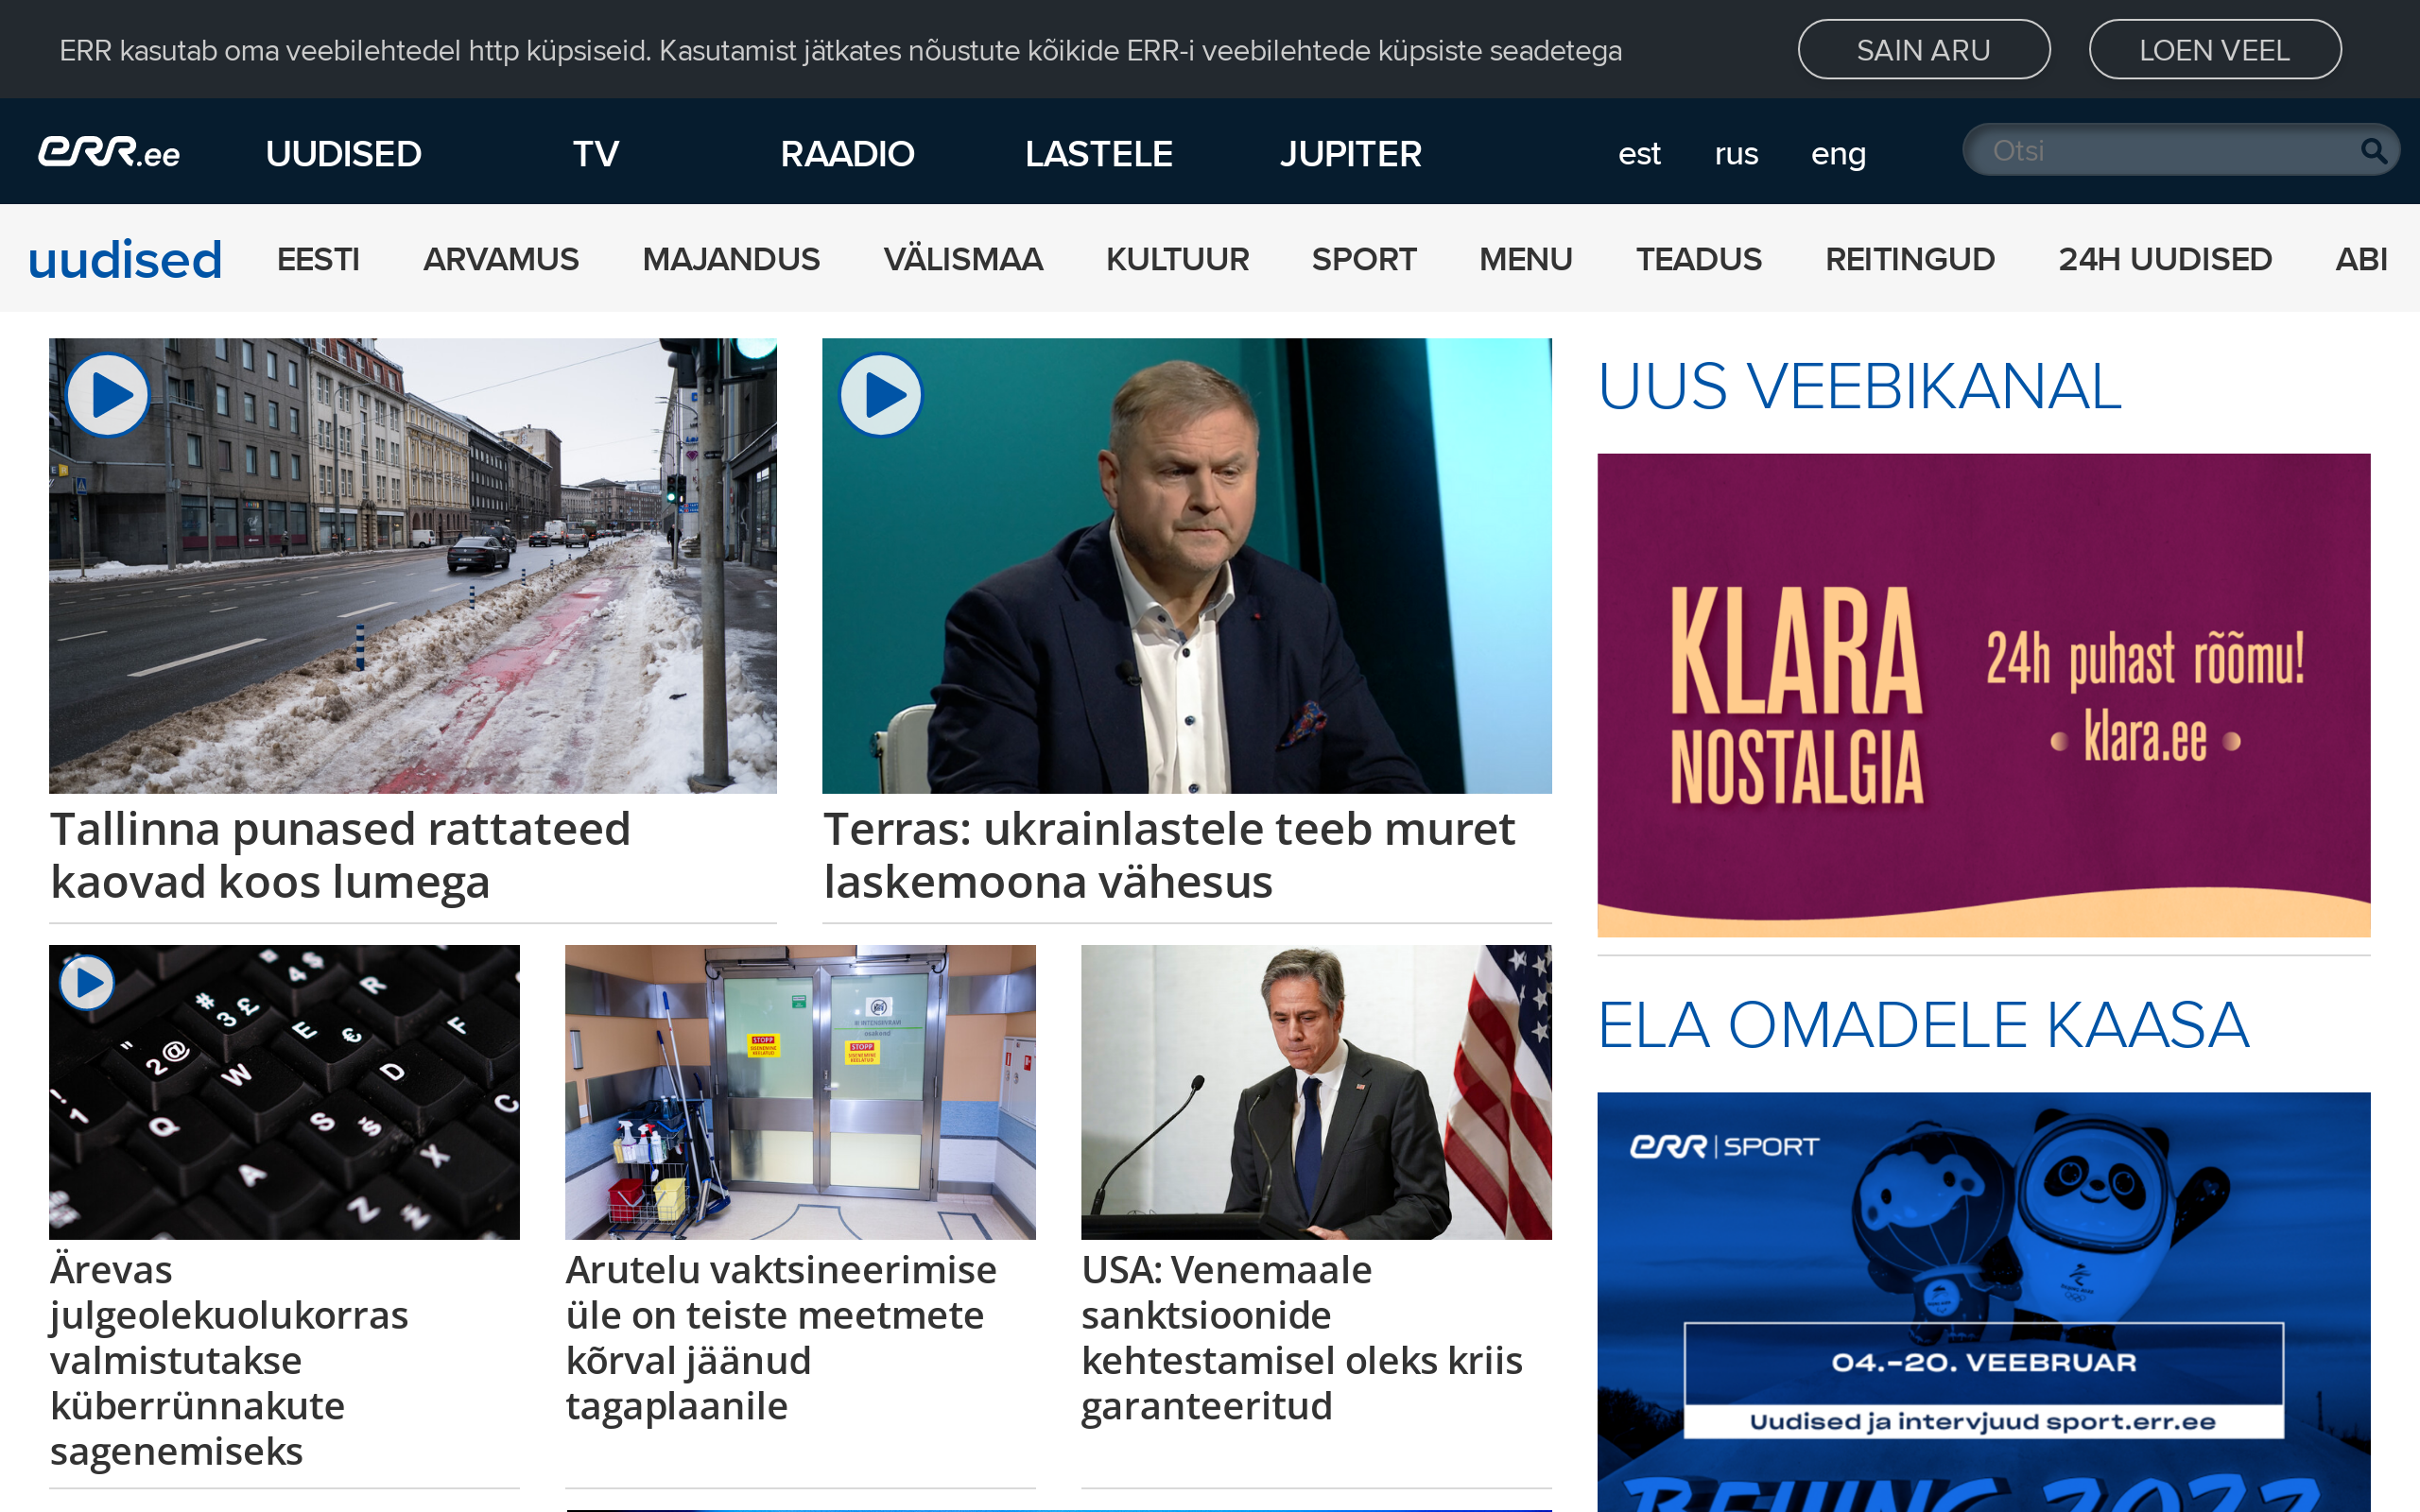 ERR kasutab oma veebilehtedel http küpsiseid. Kasutamist jätkates nõustute kõikide ERR-i veebilehtede küpsiste seadetega
SAIN ARU
LOEN VEEL
err.ee
UUDISED
TV
RAADIO
LASTELE
JUPITER
est
rus
eng
Otsi
uudised
EESTI
ARVAMUS
MAJANDUS
VÄLISMAA
KULTUUR
SPORT
MENU
TEADUS
REITINGUD
24H UUDISED
ABI
Tallinna punased rattateed
kaovad koos lumega
Terras: ukrainlastele teeb muret
laskemoona vähesus
Ärevas
julgeolekuolukorras
valmistutakse
küberrünnakute
sagenemiseks
STOPP
STOPP
Arutelu vaktsineerimise
üle on teiste meetmete
kõrval jäänud
tagaplaanile
USA: Venemaale
sanktsioonide
kehtestamisel oleks kriis
garanteeritud
UUS VEEBIKANAL
KLARA
NOSTALGIA
24h puhast rõõmu!
• klara.ee •
ELA OMADELE KAASA
err | SPORT
04.–20. VEEBRUAR
Uudised ja intervjuud sport.err.ee
BEIJING 2022